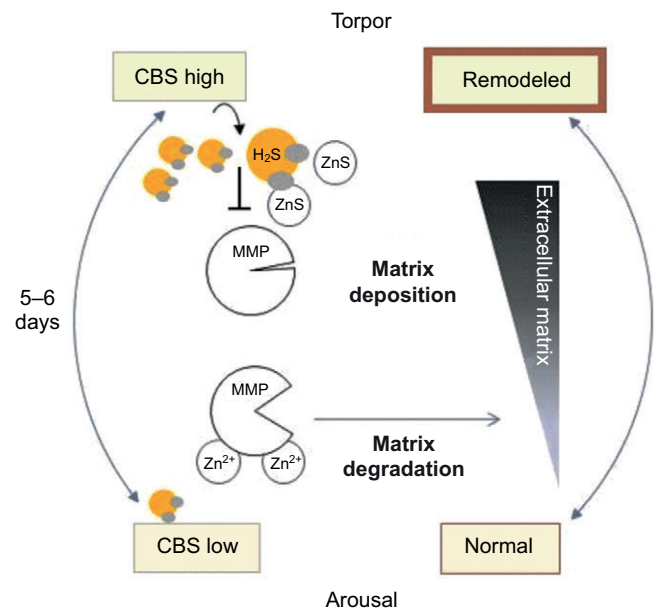 Torpor
CBS high
Remodeled
H₂S
ZnS
ZnS
MMP
Matrix
deposition
Extracellular matrix
5–6
days
MMP
Zn²⁺
Zn²⁺
Matrix
degradation
CBS low
Normal
Arousal